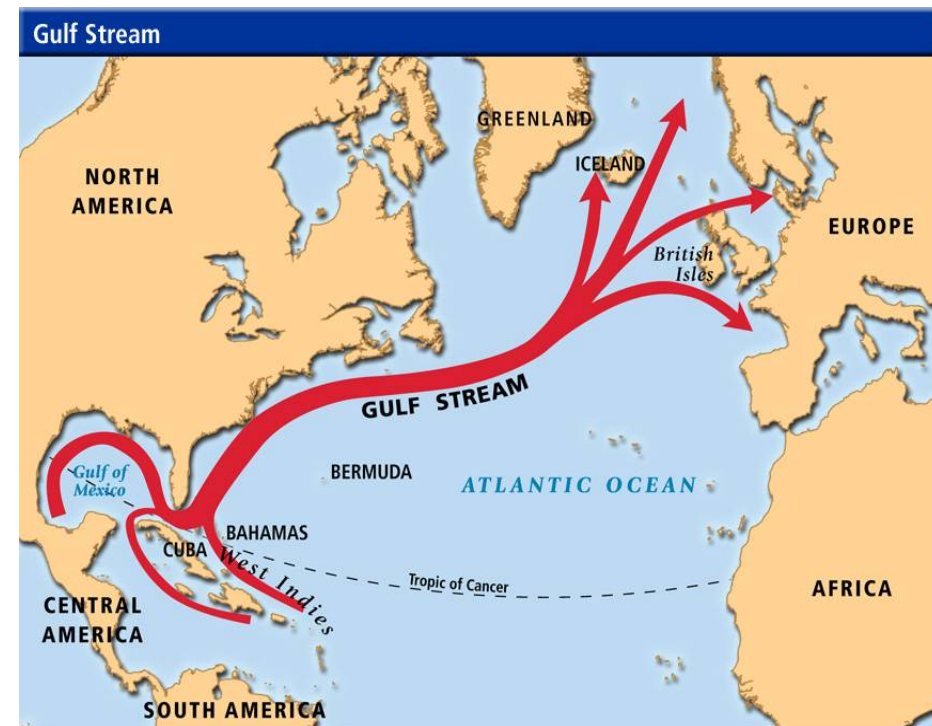 Gulf Stream
GREENLAND
ICELAND
NORTH
AMERICA
EUROPE
British
Isles
GULF STREAM
Gulf of
Mexico
BERMUDA
ATLANTIC OCEAN
BAHAMAS
CUBA
West Indies
Tropic of Cancer
AFRICA
CENTRAL
AMERICA
SOUTH AMERICA